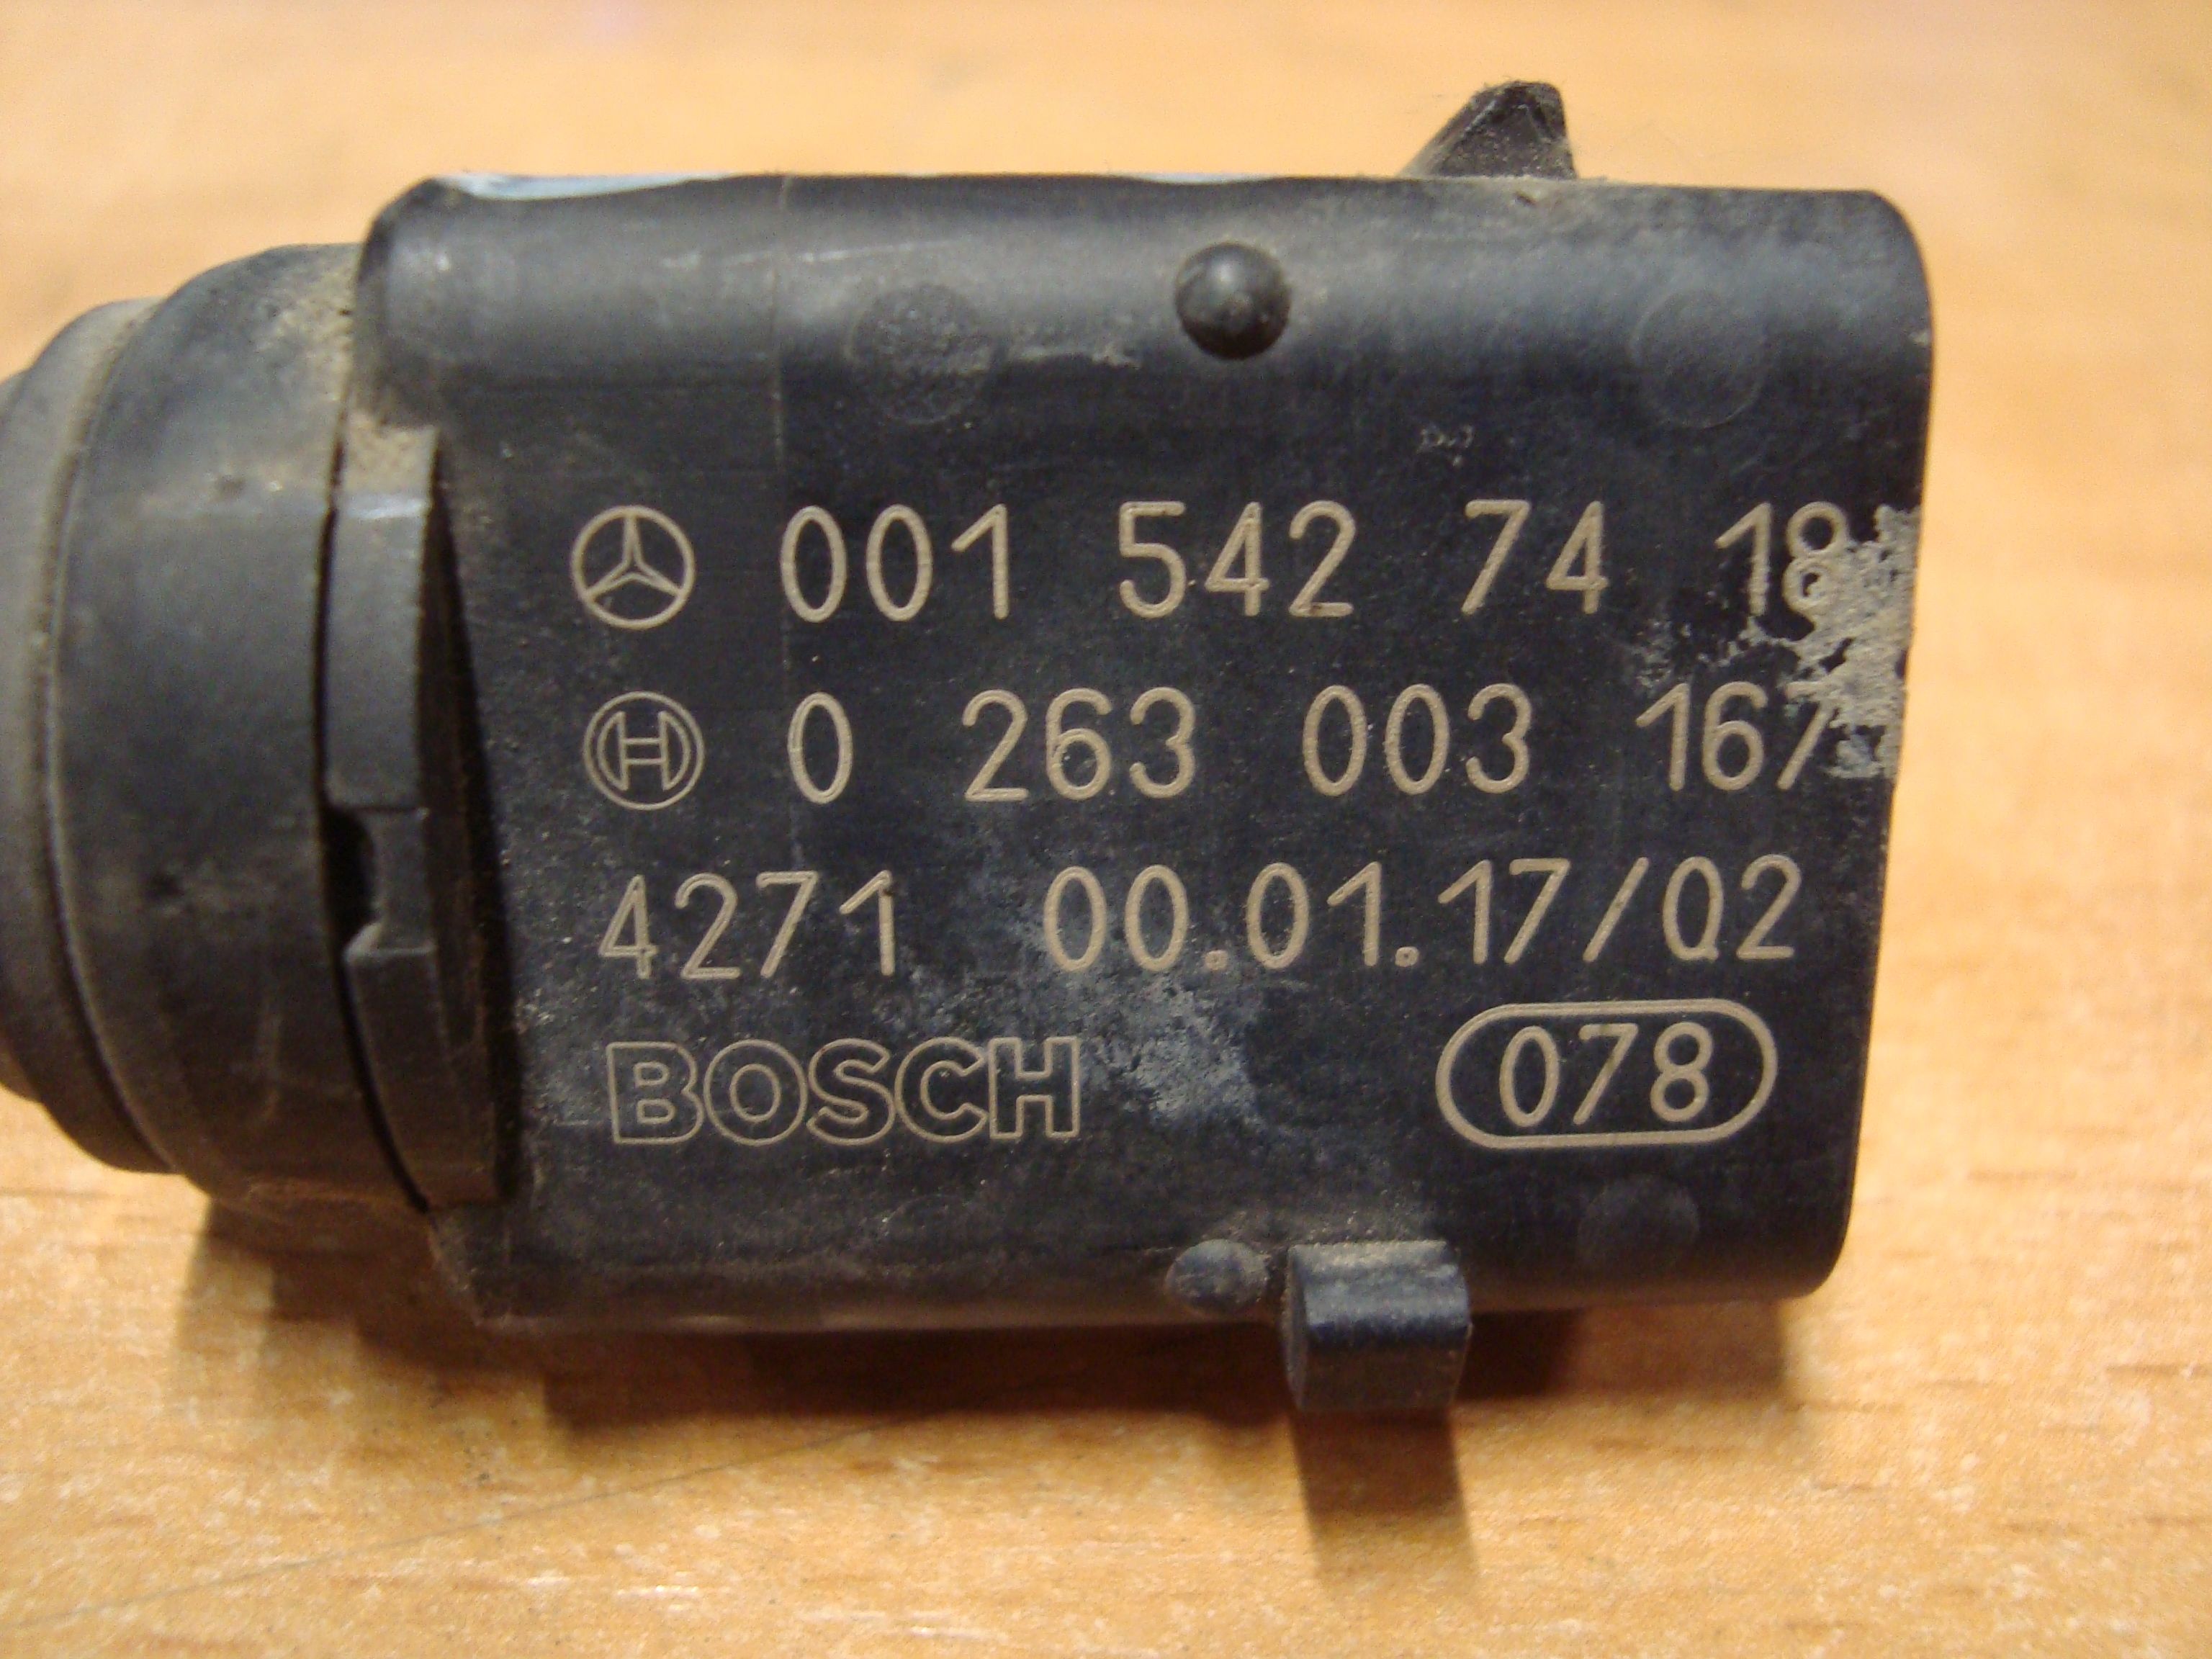 001 542 74 18
0 263 003 167
4271 00.01.17/02
BOSCH 078